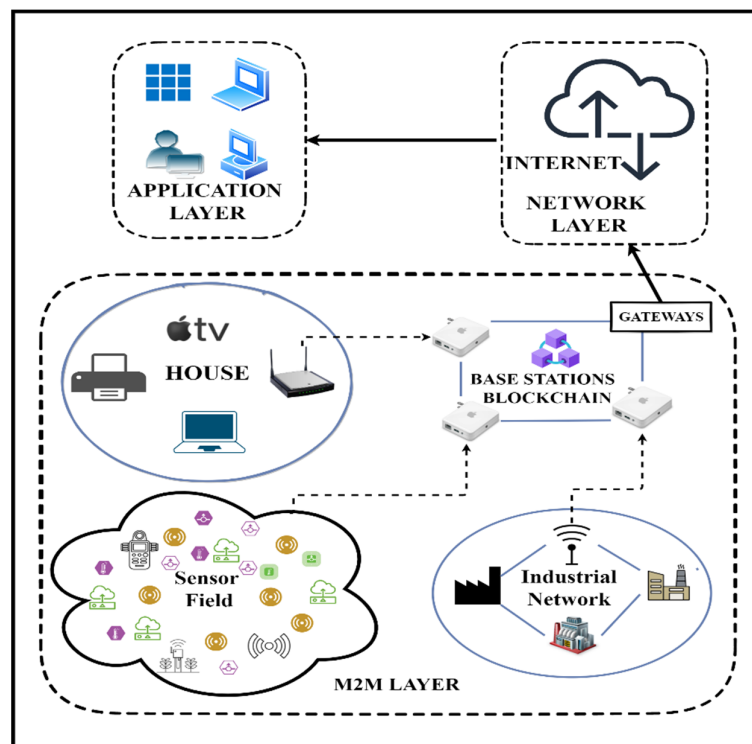 APPLICATION
LAYER
INTERNET
NETWORK
LAYER
GATEWAYS
tv
HOUSE
BASE STATIONS
BLOCKCHAIN
Sensor
Field
Industrial
Network
M2M LAYER